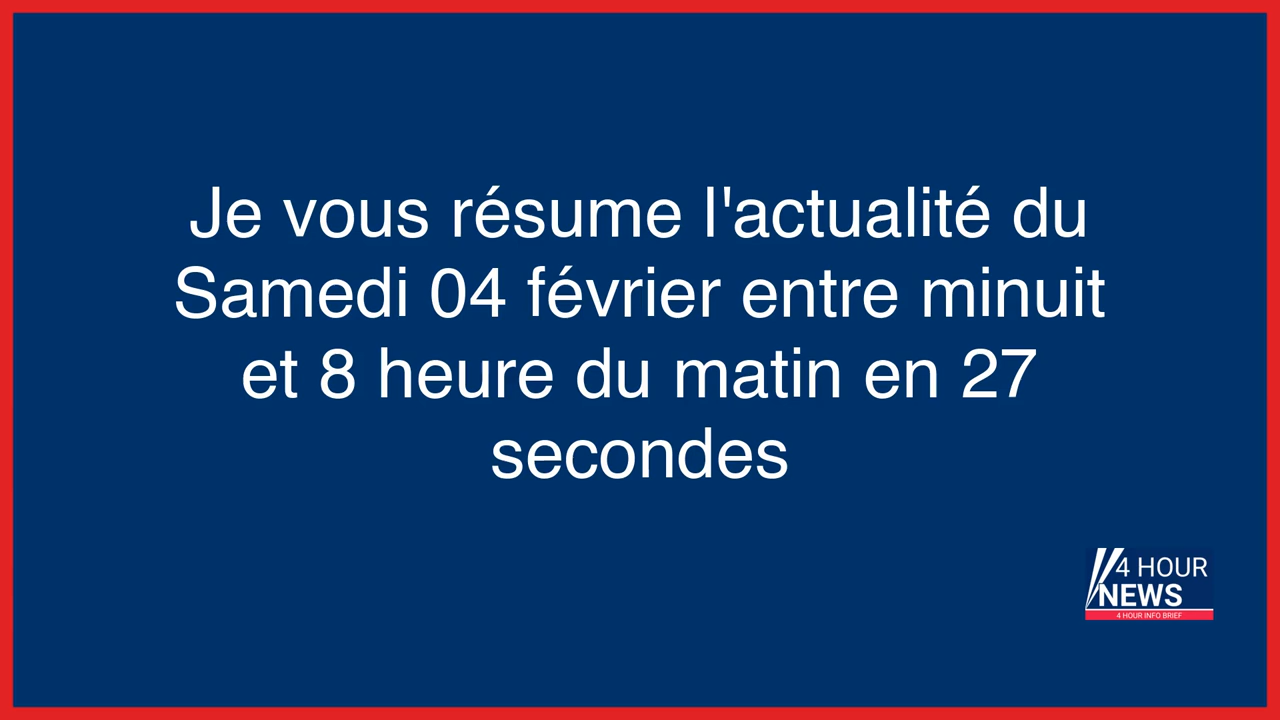 Je vous résume l'actualité du
Samedi 04 février entre minuit
et 8 heure du matin en 27
secondes
4 HOUR
NEWS
4 HOUR INFO BRIEF